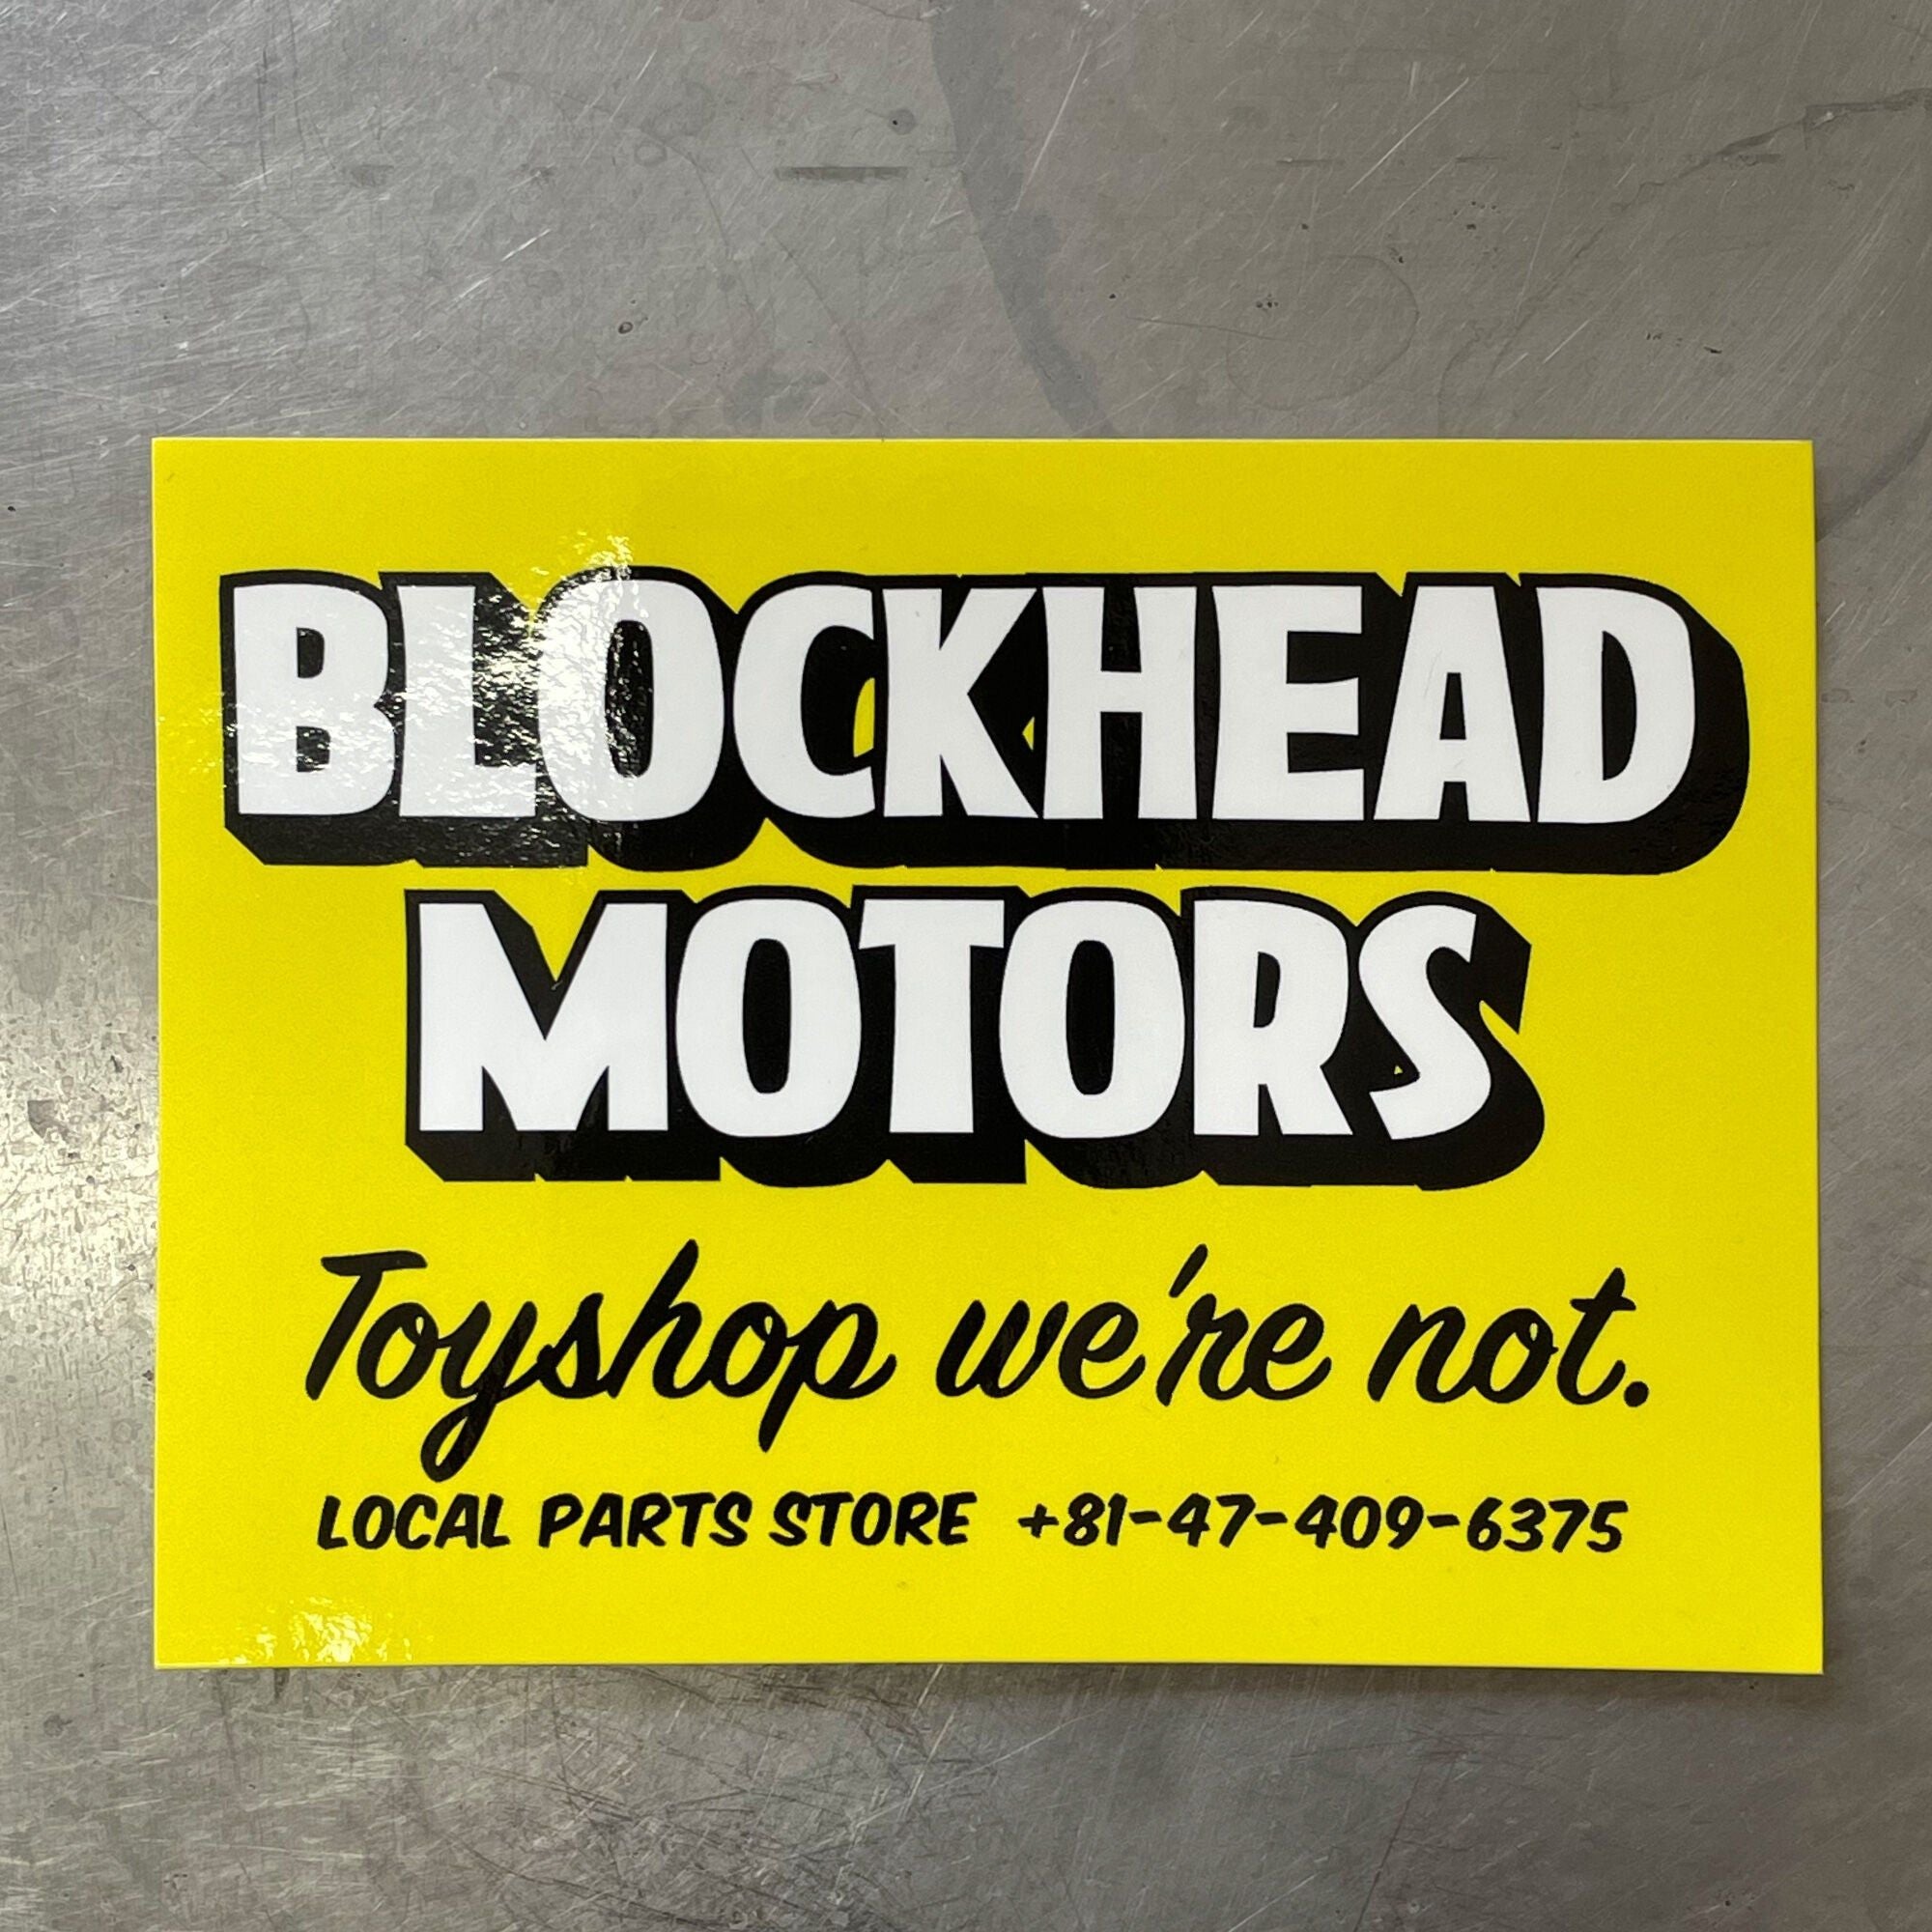 BLOCKHEAD
MOTORS
Toyshop we're not.
LOCAL PARTS STORE +81-47-409-6375